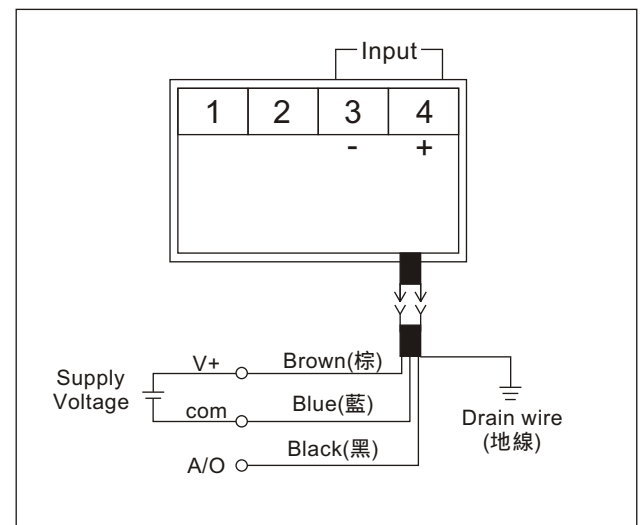 Input
1 2 3 4
- +
V+ Brown(棕)
Supply
Voltage
com Blue(藍)
Drain wire
(地線)
A/O Black(黑)